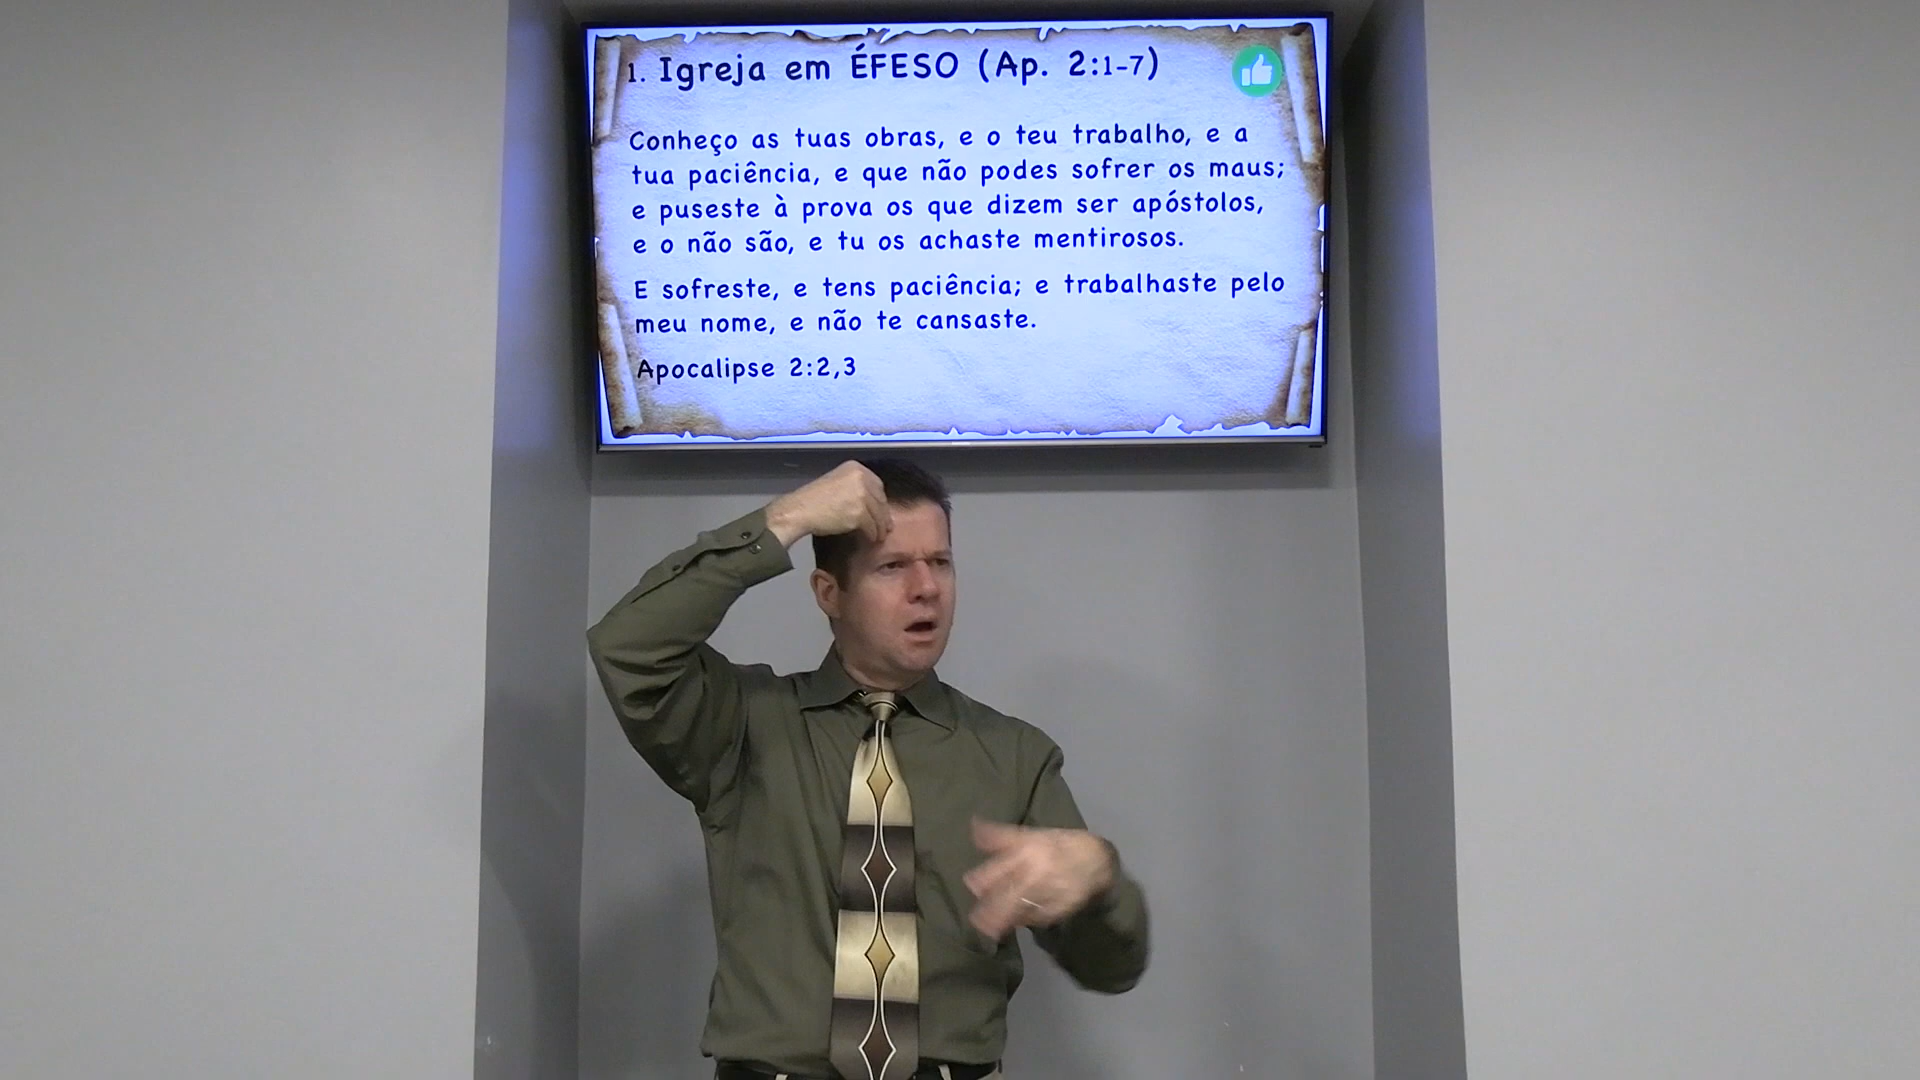 1. Igreja em ÉFESO (Ap. 2:1-7)
Conheço as tuas obras, e o teu trabalho, e a
tua paciência, e que não podes sofrer os maus;
e puseste à prova os que dizem ser apóstolos,
e o não são, e tu os achaste mentirosos.
E sofreste, e tens paciência; e trabalhaste pelo
meu nome, e não te cansaste.
Apocalipse 2:2,3